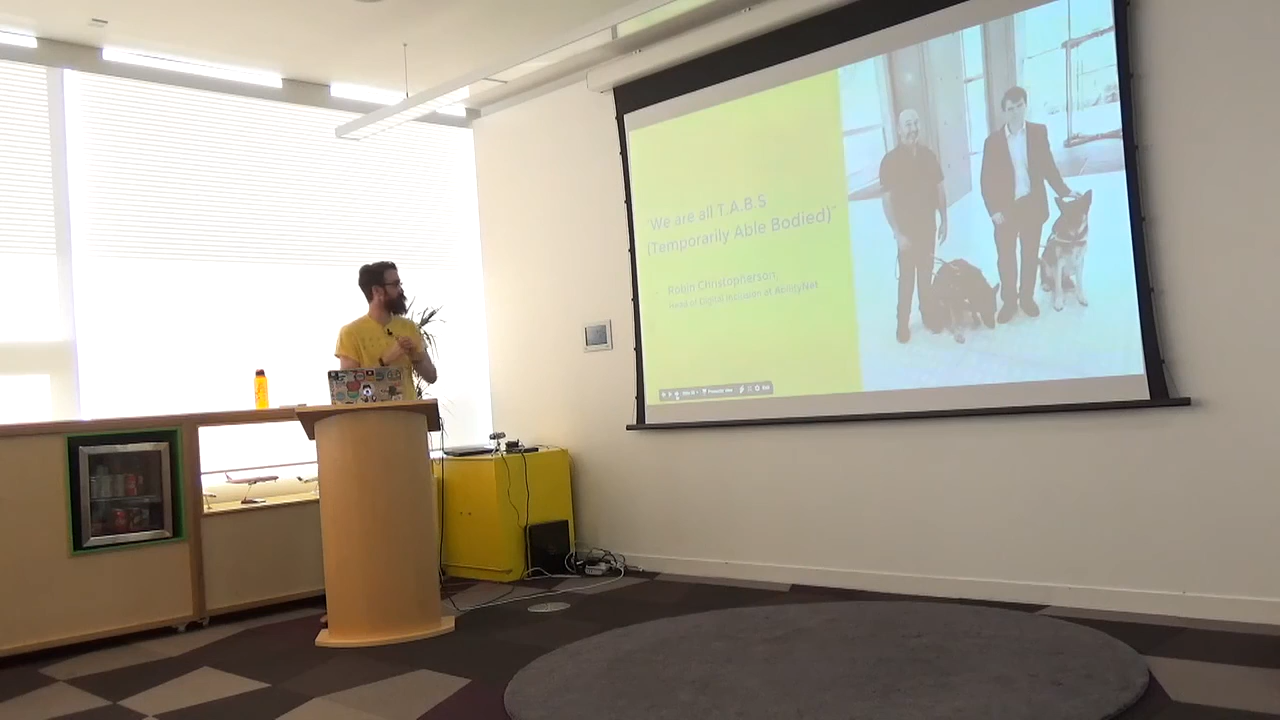 "We are all T.A.B.S
(Temporarily Able Bodied)"
- Robin Christopherson,
Head of Digital Inclusion at AbilityNet